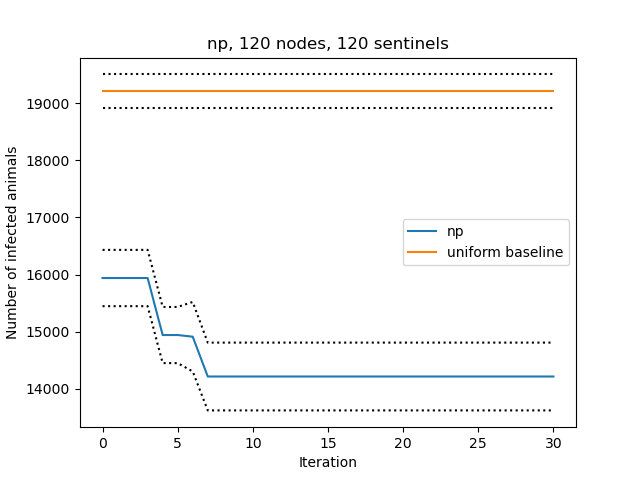 np, 120 nodes, 120 sentinels
Number of infected animals
19000
18000
17000
16000
15000
14000
np
uniform baseline
0 5 10 15 20 25 30
Iteration